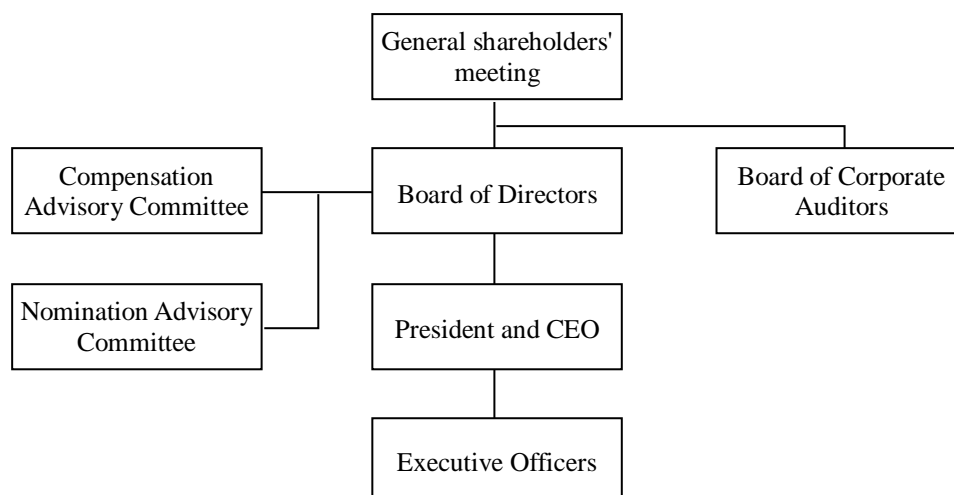 General shareholders'
meeting
Compensation
Advisory Committee
Board of Directors
Board of Corporate
Auditors
Nomination Advisory
Committee
President and CEO
Executive Officers